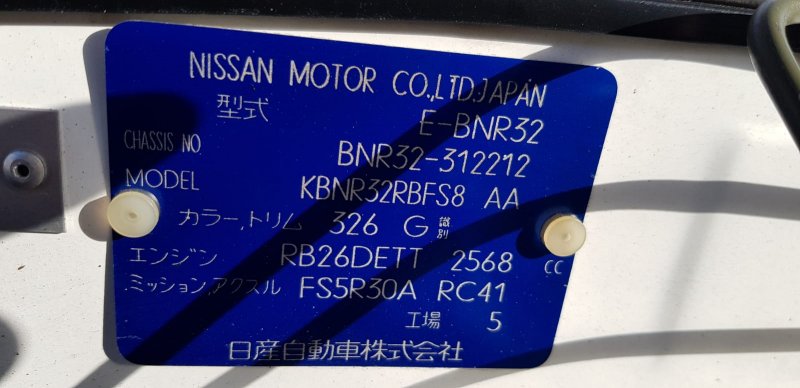 NISSAN MOTOR CO.,LTD.JAPAN
型式 E-BNR32
CHASSIS NO BNR32-312212
MODEL KBNR32RBFS8 AA
カラー,トリム 326 G 識別
エンジン RB26DETT 2568 CC
ミッション,アクスル FS5R30A RC41
工場 5
日産自動車株式会社